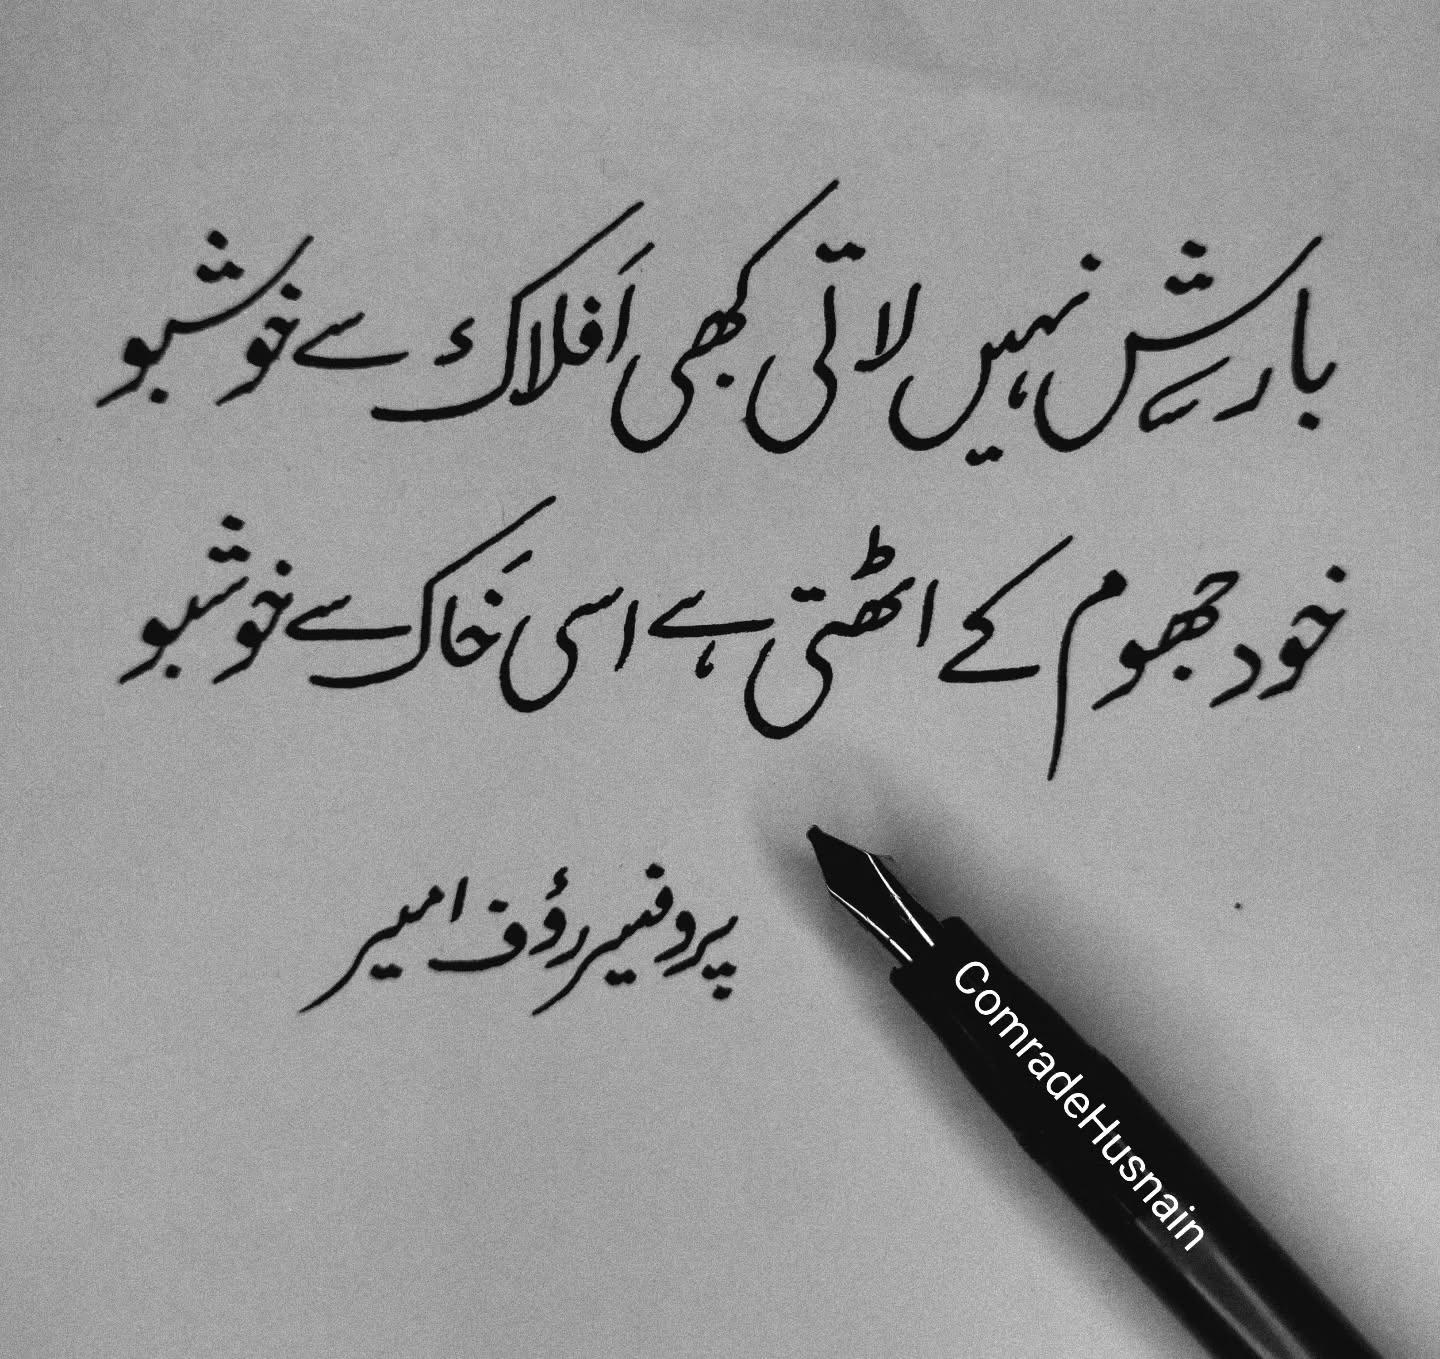 بارش نہیں لاتی کبھی اَفلاک سے خوشبو
خود جھوم کے اٹھتی ہے اسی خَاک سے خوشبو
پروفیسر رؤف امیر
ComradeHusnain